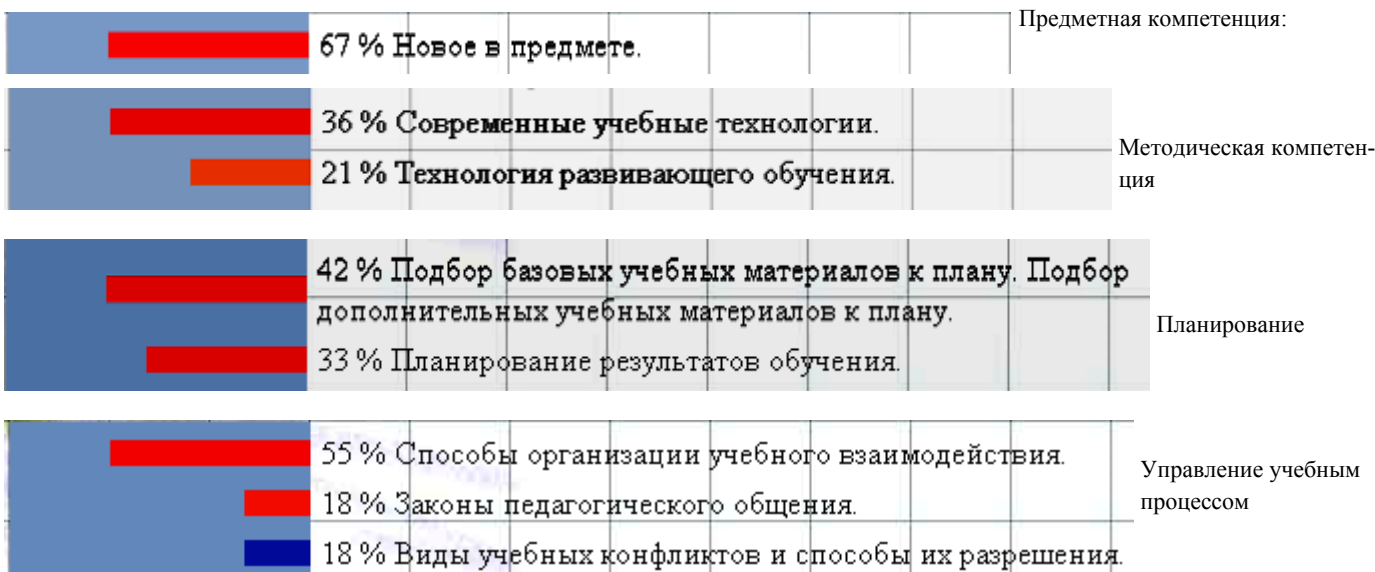 Предметная компетенция:
67 % Новое в предмете.
36 % Современные учебные технологии.
21 % Технология развивающего обучения.
Методическая компетен-
ция
42 % Подбор базовых учебных материалов к плану. Подбор
дополнительных учебных материалов к плану.
33 % Планирование результатов обучения.
Планирование
55 % Способы организации учебного взаимодействия.
18 % Законы педагогического общения.
18 % Виды учебных конфликтов и способы их разрешения.
Управление учебным
процессом